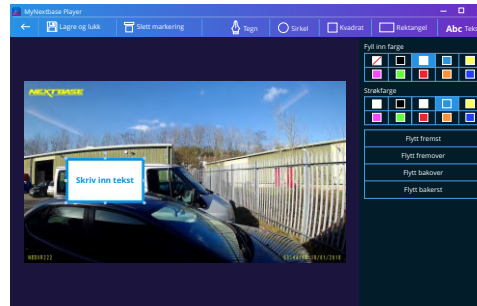 MyNextbase Player
Lagre og lukk
Slett markering
Tegn
Sirkel
Kvadrat
Rektangel
Abc Teks
Fyll inn farge
Strøkfarge
Flytt fremst
Flytt fremover
Flytt bakover
Flytt bakerst
NEXTBASE
Skriv inn tekst